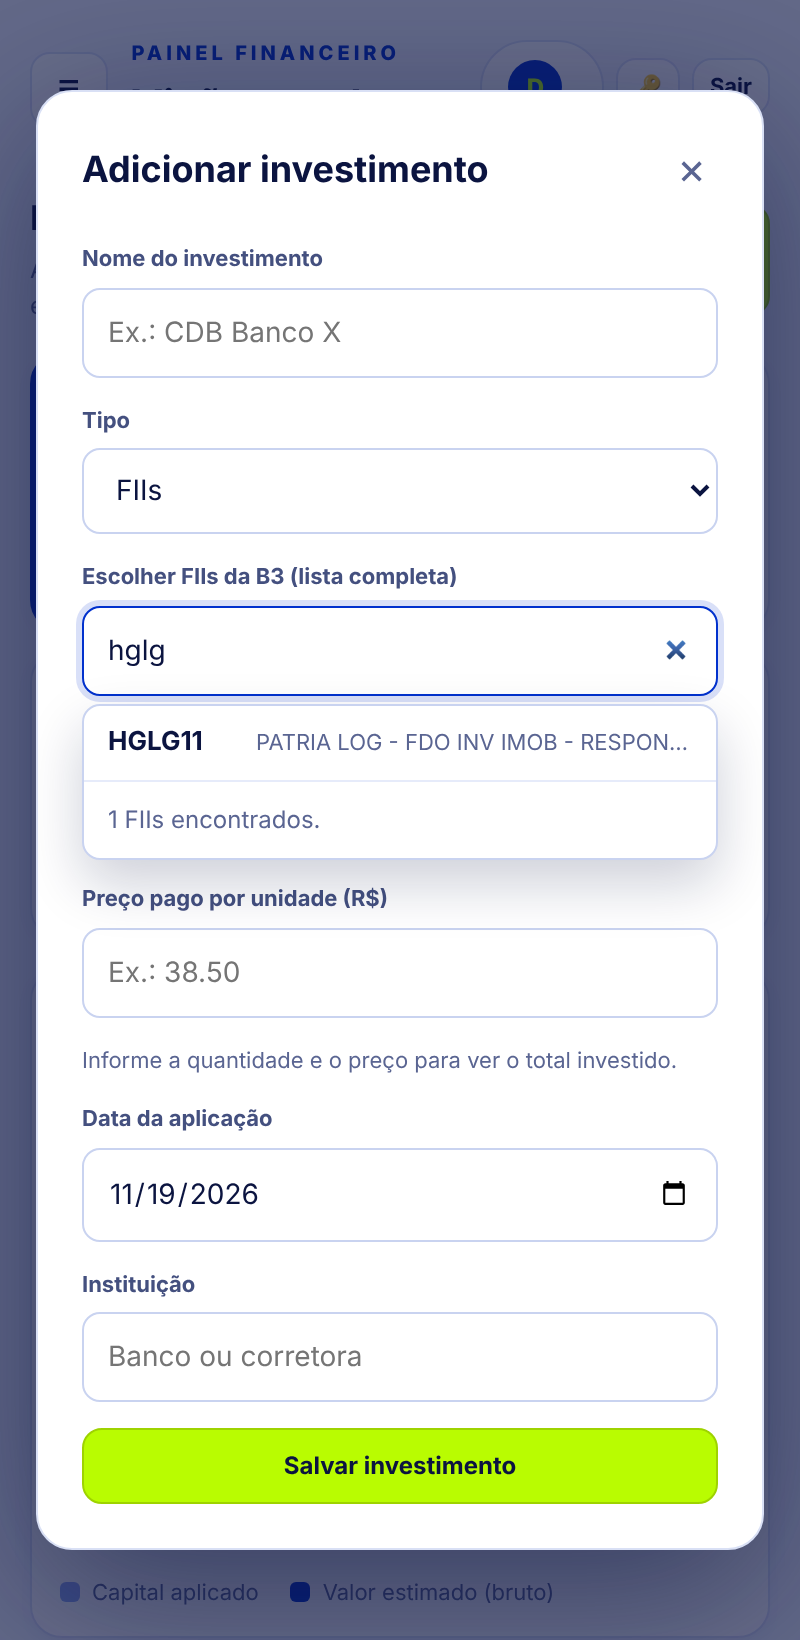 PAINEL FINANCEIRO
D
Sair
Adicionar investimento
Nome do investimento
Ex.: CDB Banco X
Tipo
FIIs
Escolher FIIs da B3 (lista completa)
hglg
HGLG11 PATRIA LOG - FDO INV IMOB - RESPON...
1 FIIs encontrados.
Preço pago por unidade (R$)
Ex.: 38.50
Informe a quantidade e o preço para ver o total investido.
Data da aplicação
11/19/2026
Instituição
Banco ou corretora
Salvar investimento
Capital aplicado Valor estimado (bruto)